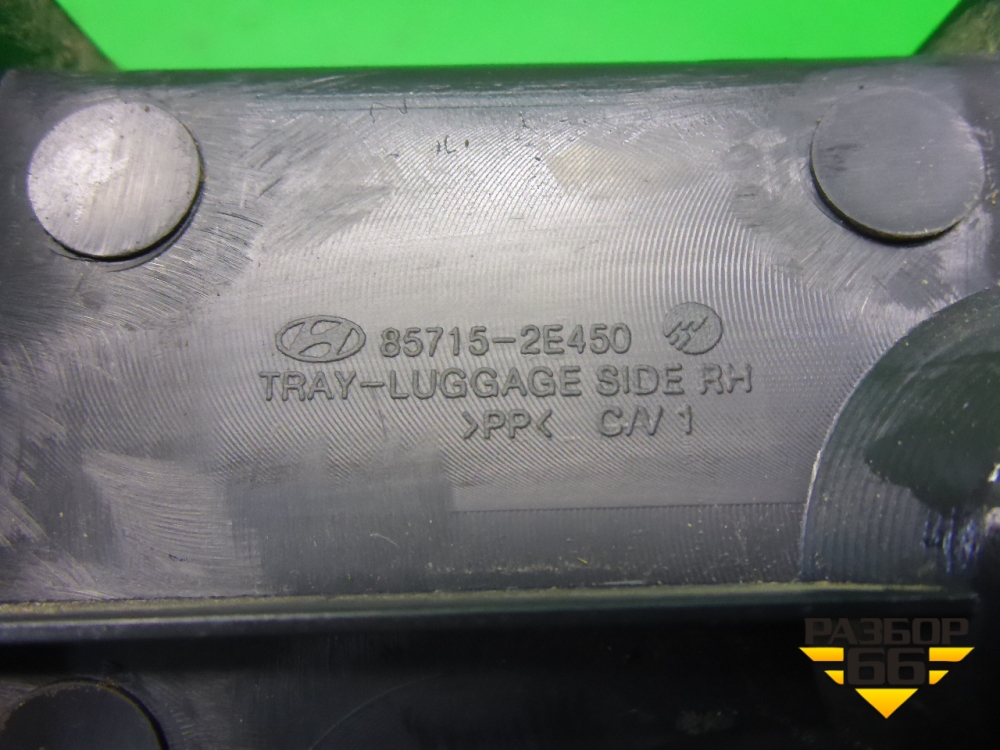 85715-2E450
TRAY-LUGGAGE SIDE RH
>PP< C/V 1
РАЗБОР
66